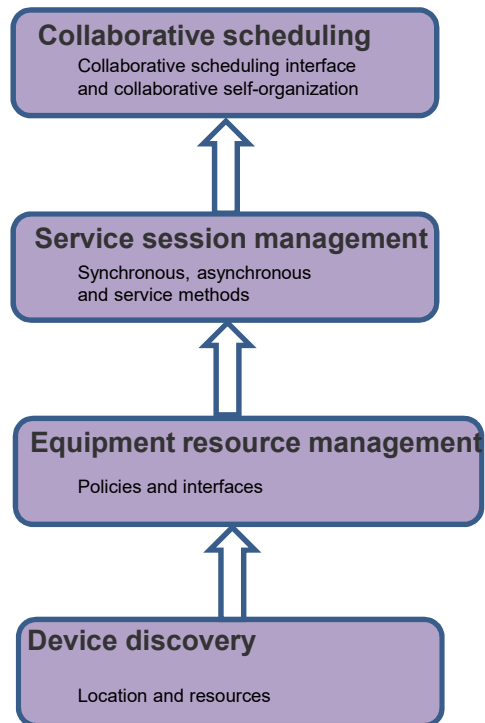 Collaborative scheduling
Collaborative scheduling interface
and collaborative self-organization
Service session management
Synchronous, asynchronous
and service methods
Equipment resource management
Policies and interfaces
Device discovery
Location and resources